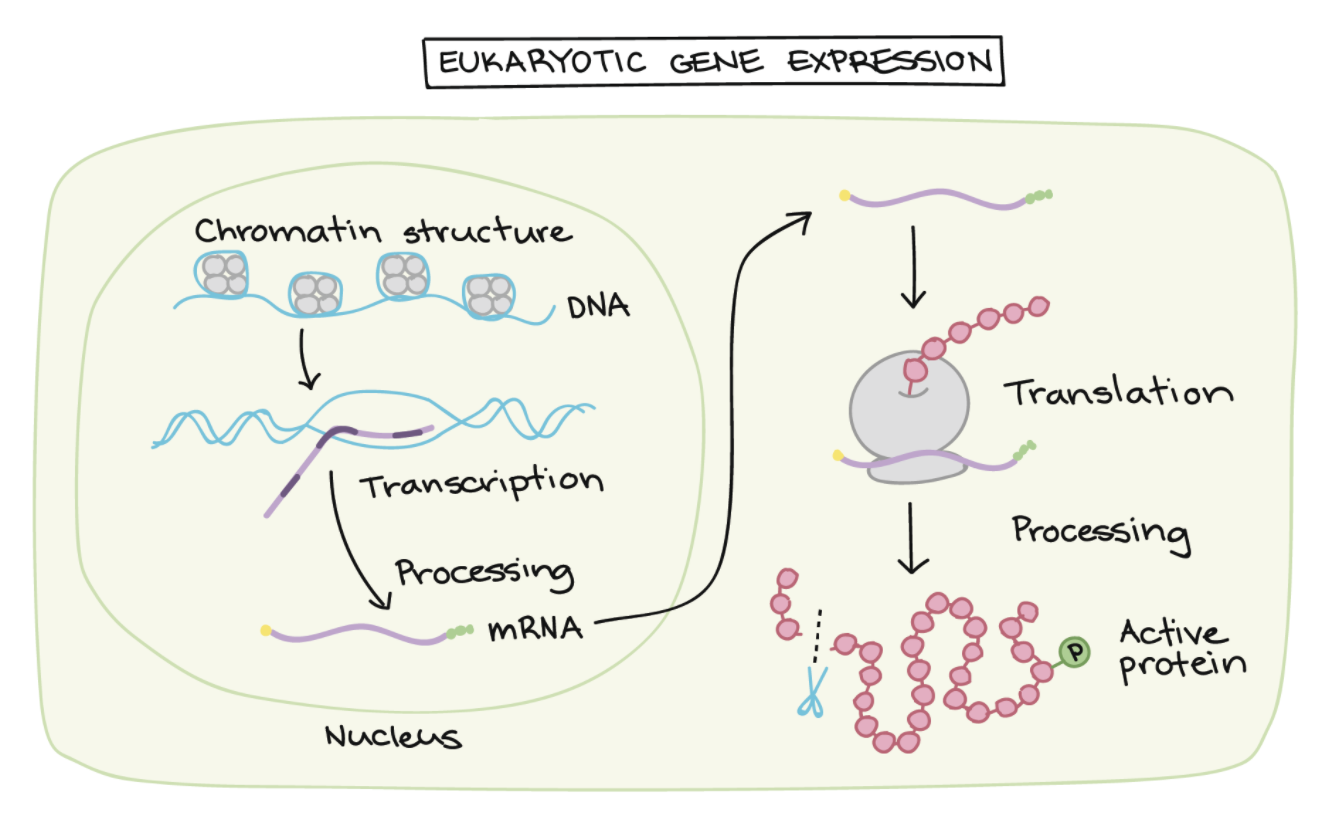 EUKARYOTIC GENE EXPRESSION
Chromatin structure
DNA
Transcription
Processing
mRNA
Nucleus
Translation
Processing
P
Active
protein